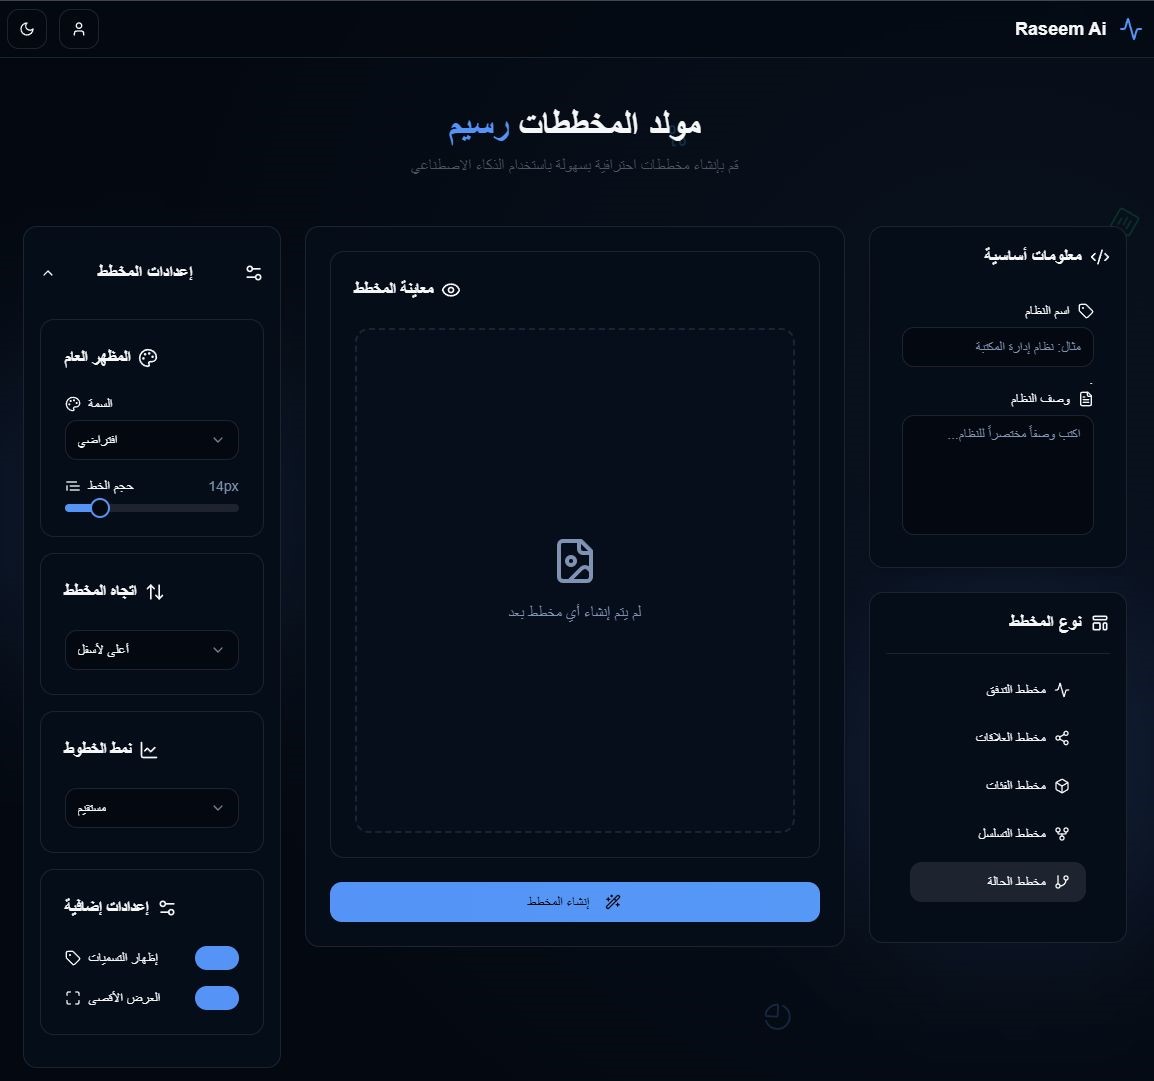 Raseem Ai
مولد المخططات رسيم
قم بإنشاء مخططات احترافية بسهولة باستخدام الذكاء الاصطناعي
معلومات أساسية
اسم النظام
مثال: نظام إدارة المكتبة
وصف النظام
اكتب وصفاً مختصراً للنظام...
نوع المخطط
مخطط التدفق
مخطط العلاقات
مخطط الفئات
مخطط التسلسل
مخطط الحالة
معاينة المخطط
لم يتم إنشاء أي مخطط بعد
إنشاء المخطط
إعدادات المخطط
المظهر العام
السمة
افتراضي
حجم الخط 14px
اتجاه المخطط
أعلى لأسفل
نمط الخطوط
مستقيم
إعدادات إضافية
إظهار التسميات
العرض الأقصى